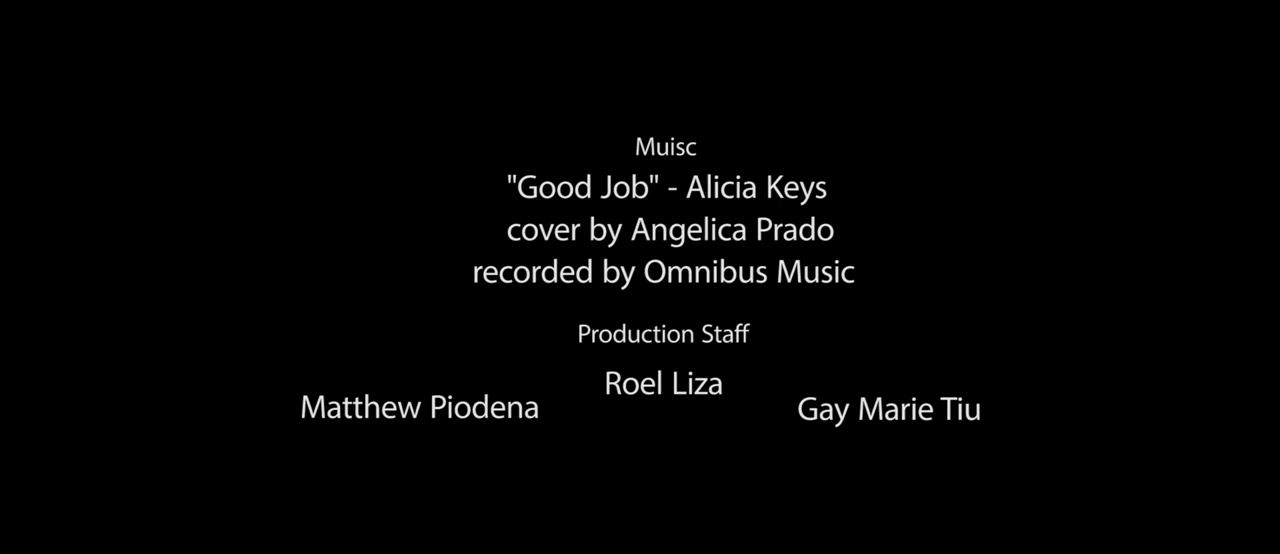 Muisc
"Good Job" - Alicia Keys
cover by Angelica Prado
recorded by Omnibus Music
Production Staff
Roel Liza
Matthew Piodena
Gay Marie Tiu